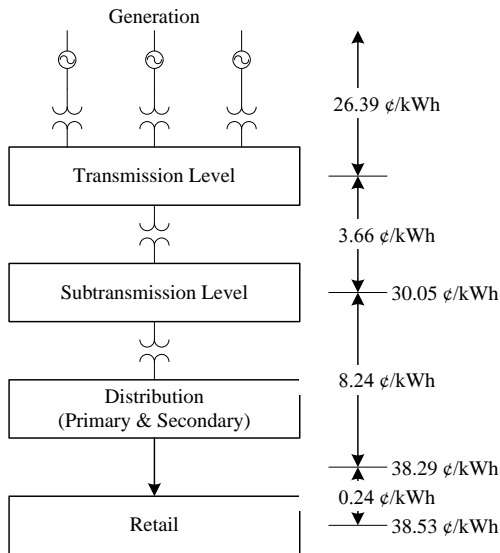 Generation
26.39 ¢/kWh
Transmission Level
3.66 ¢/kWh
Subtransmission Level
30.05 ¢/kWh
8.24 ¢/kWh
Distribution
(Primary & Secondary)
38.29 ¢/kWh
0.24 ¢/kWh
Retail
38.53 ¢/kWh